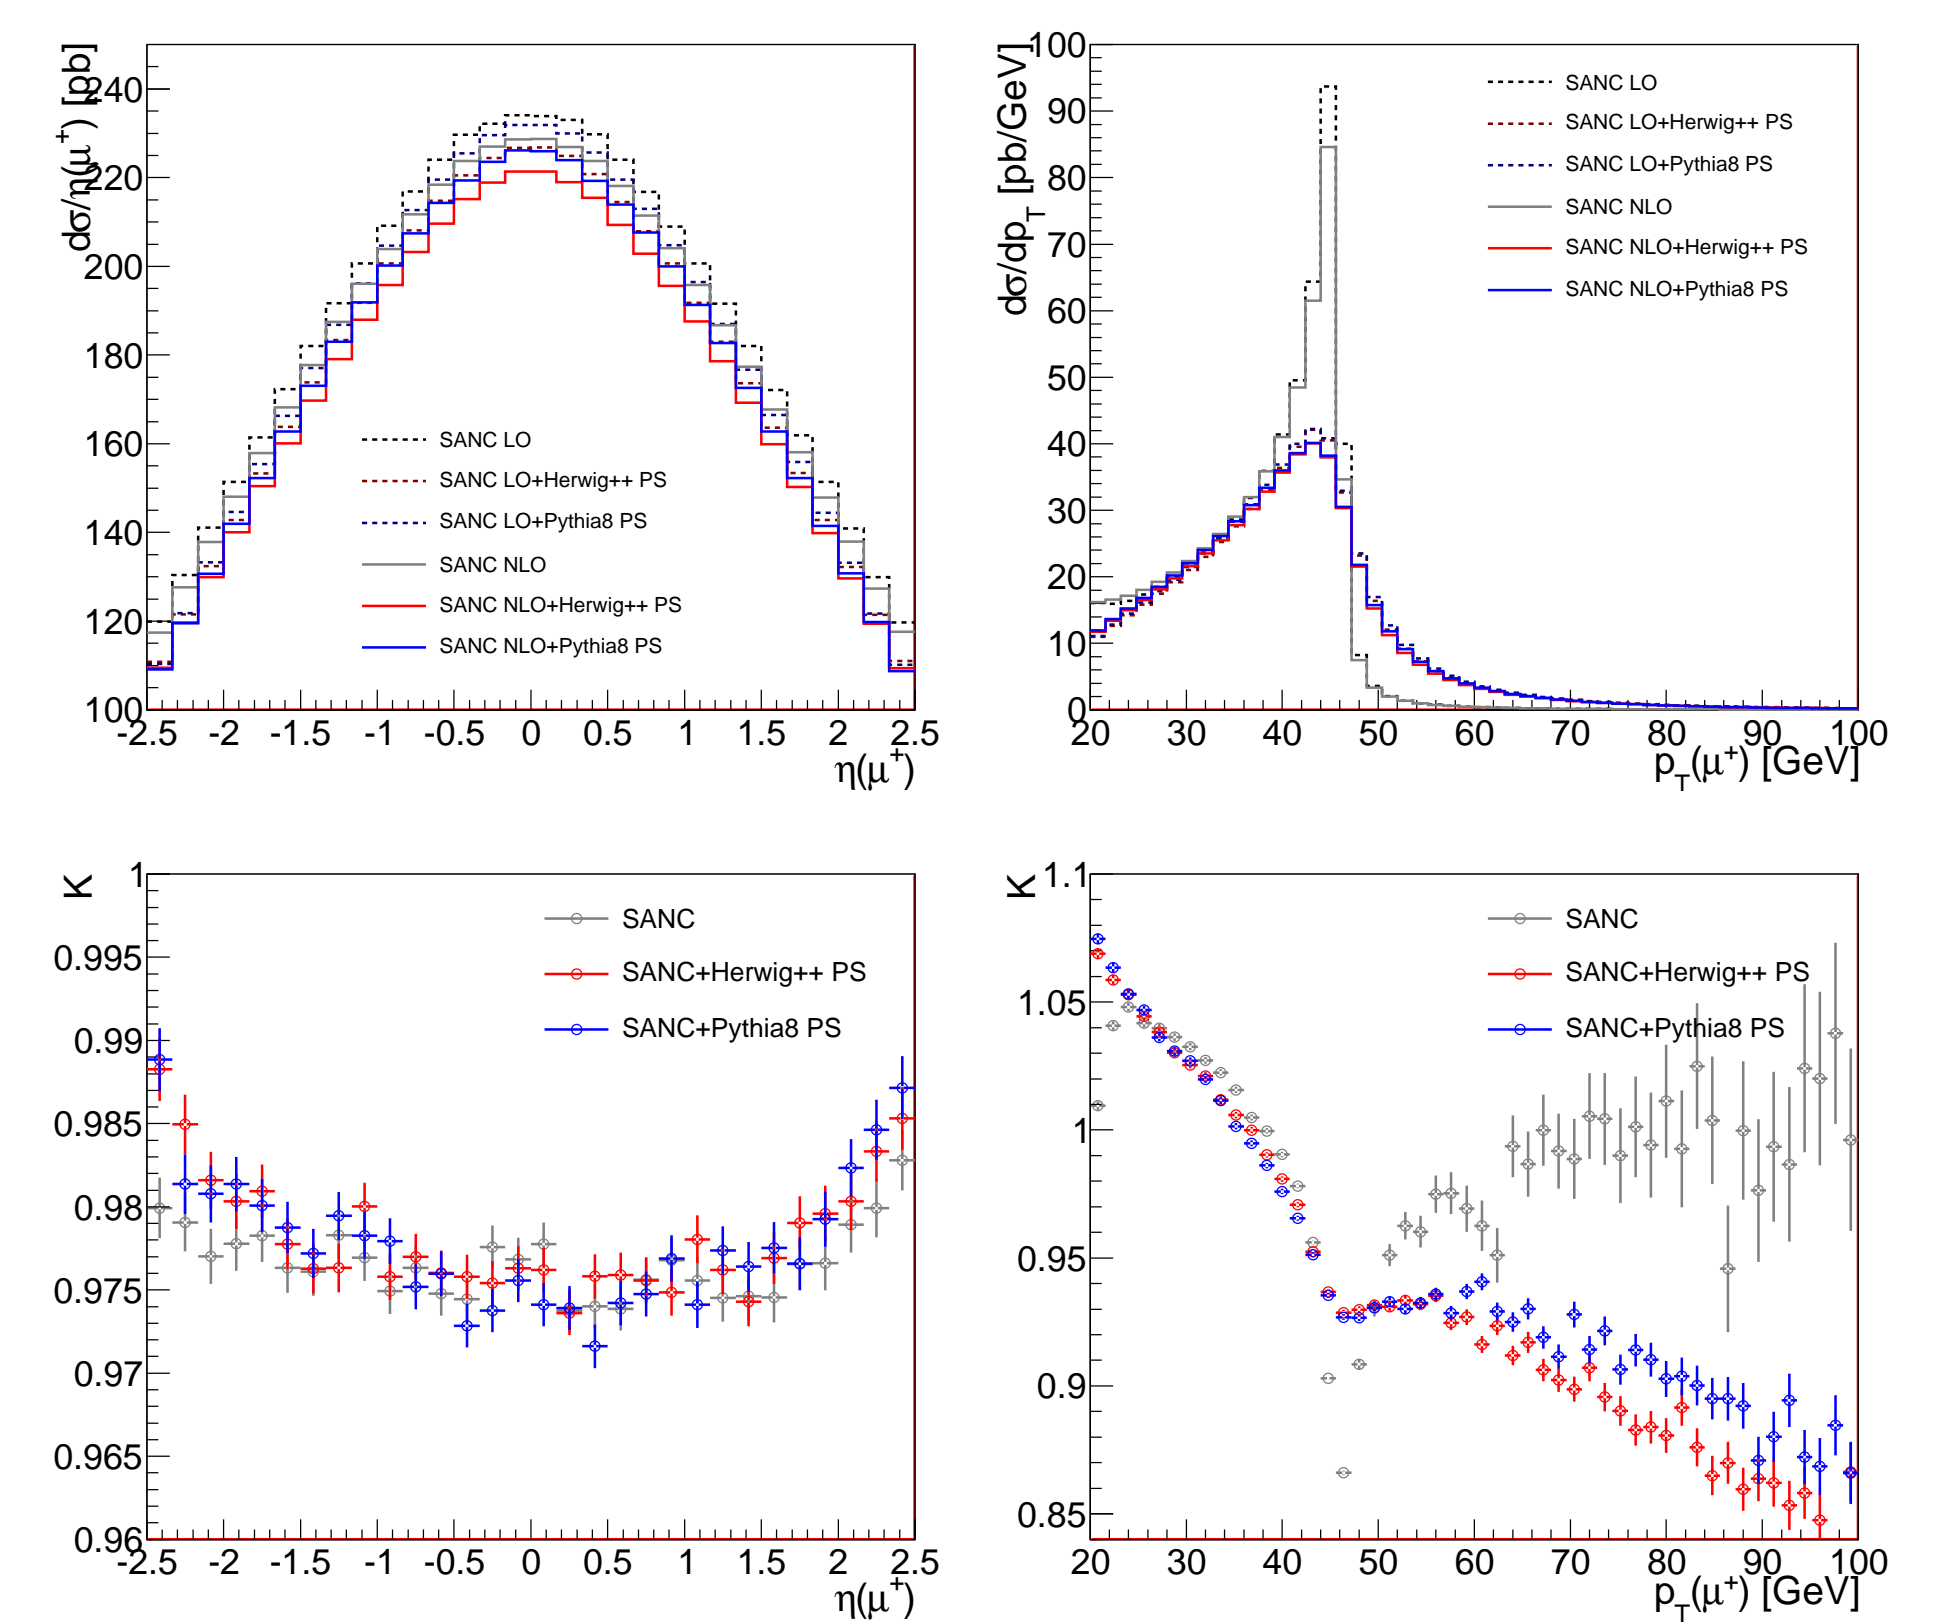 dσ/η(μ⁺) [pb]
240
220
200
180
160
140
120
100
SANC LO
SANC LO+Herwig++ PS
SANC LO+Pythia8 PS
SANC NLO
SANC NLO+Herwig++ PS
SANC NLO+Pythia8 PS
-2.5 -2 -1.5 -1 -0.5 0 0.5 1 1.5 2 2.5
η(μ⁺)
dσ/dp_T [pb/GeV]
100
90
80
70
60
50
40
30
20
10
0
SANC LO
SANC LO+Herwig++ PS
SANC LO+Pythia8 PS
SANC NLO
SANC NLO+Herwig++ PS
SANC NLO+Pythia8 PS
20 30 40 50 60 70 80 90 100
p_T(μ⁺) [GeV]
K
1
0.995
0.99
0.985
0.98
0.975
0.97
0.965
0.96
SANC
SANC+Herwig++ PS
SANC+Pythia8 PS
-2.5 -2 -1.5 -1 -0.5 0 0.5 1 1.5 2 2.5
η(μ⁺)
K
1.1
1.05
1
0.95
0.9
0.85
SANC
SANC+Herwig++ PS
SANC+Pythia8 PS
20 30 40 50 60 70 80 90 100
p_T(μ⁺) [GeV]